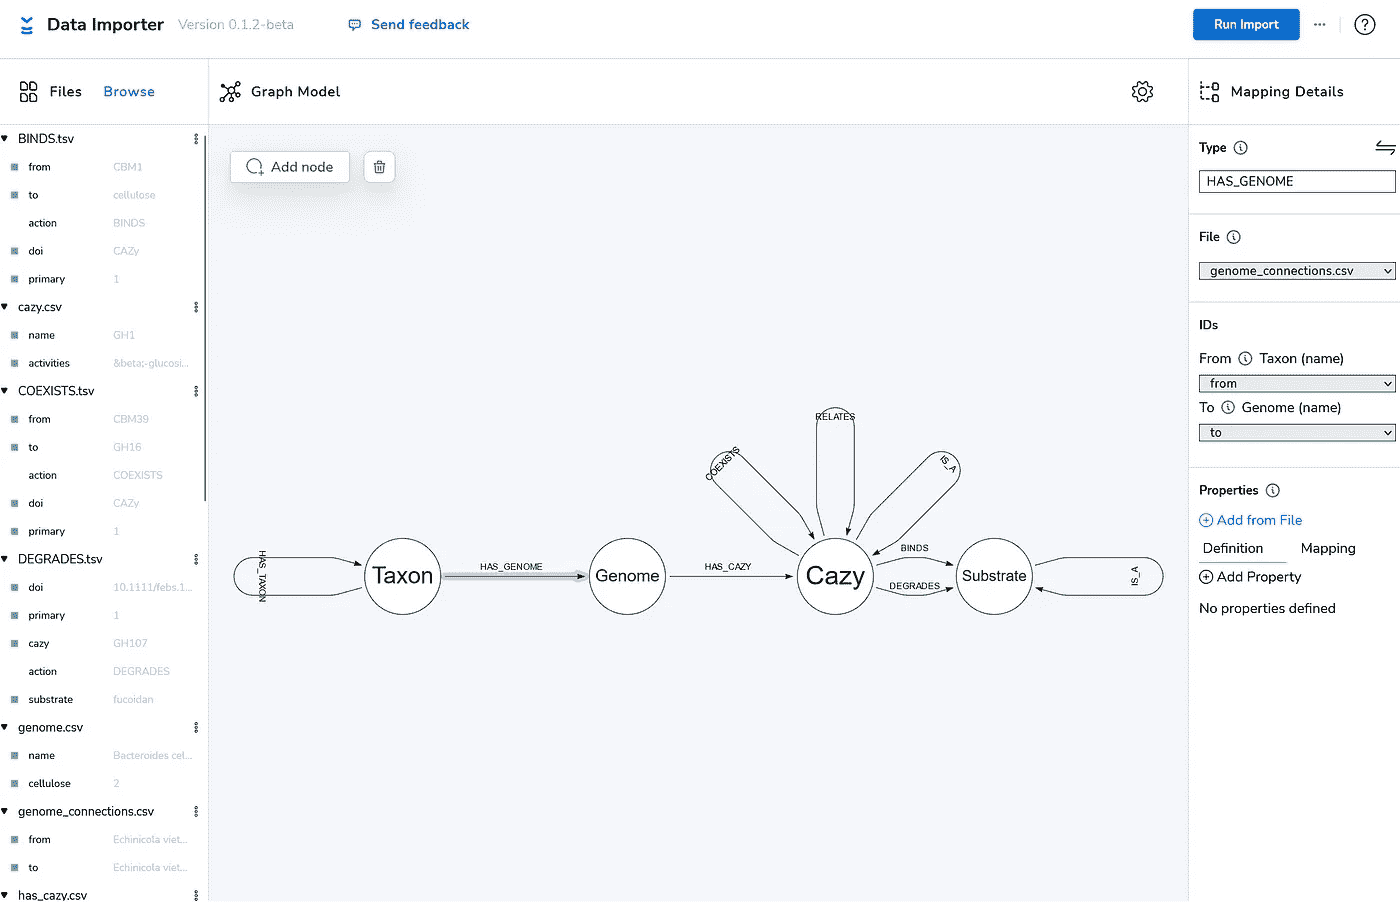 Data Importer Version 0.1.2-beta Send feedback Run Import ... ?
Files Browse
BINDS.tsv
from CBM1
to cellulose
action BINDS
doi CAZy
primary 1
cazy.csv
name GH1
activities &beta;-glucosi...
COEXISTS.tsv
from CBM39
to GH16
action COEXISTS
doi CAZy
primary 1
DEGRADES.tsv
doi 10.1111/febs.1...
primary 1
cazy GH107
action DEGRADES
substrate fucoidan
genome.csv
name Bacteroides cel...
cellulose 2
genome_connections.csv
from Echinicola viet...
to Echinicola viet...
has_cazy.csv
Graph Model
Add node
RELATES
COEXISTS
IS_A
HAS_TAXON
Taxon
HAS_GENOME
Genome
HAS_CAZY
Cazy
BINDS
DEGRADES
Substrate
IS_A
Mapping Details
Type
HAS_GENOME
File
genome_connections.csv
IDs
From Taxon (name)
from
To Genome (name)
to
Properties
Add from File
Definition Mapping
Add Property
No properties defined